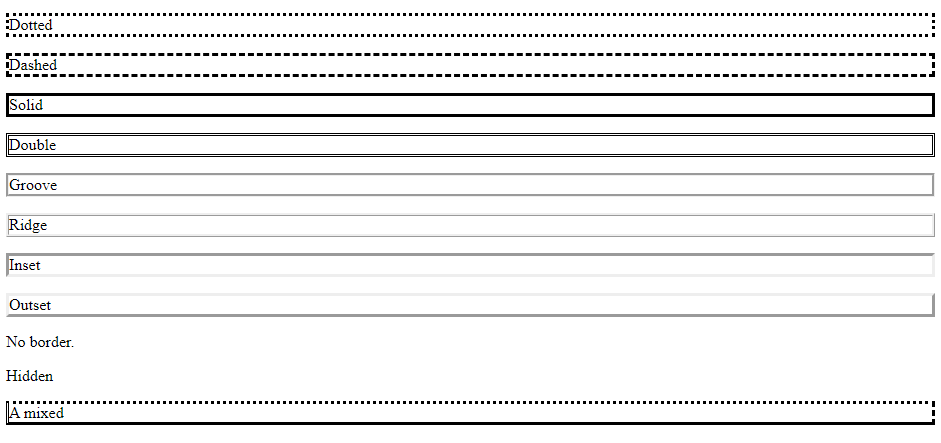 Dotted
Dashed
Solid
Double
Groove
Ridge
Inset
Outset
No border.
Hidden
A mixed